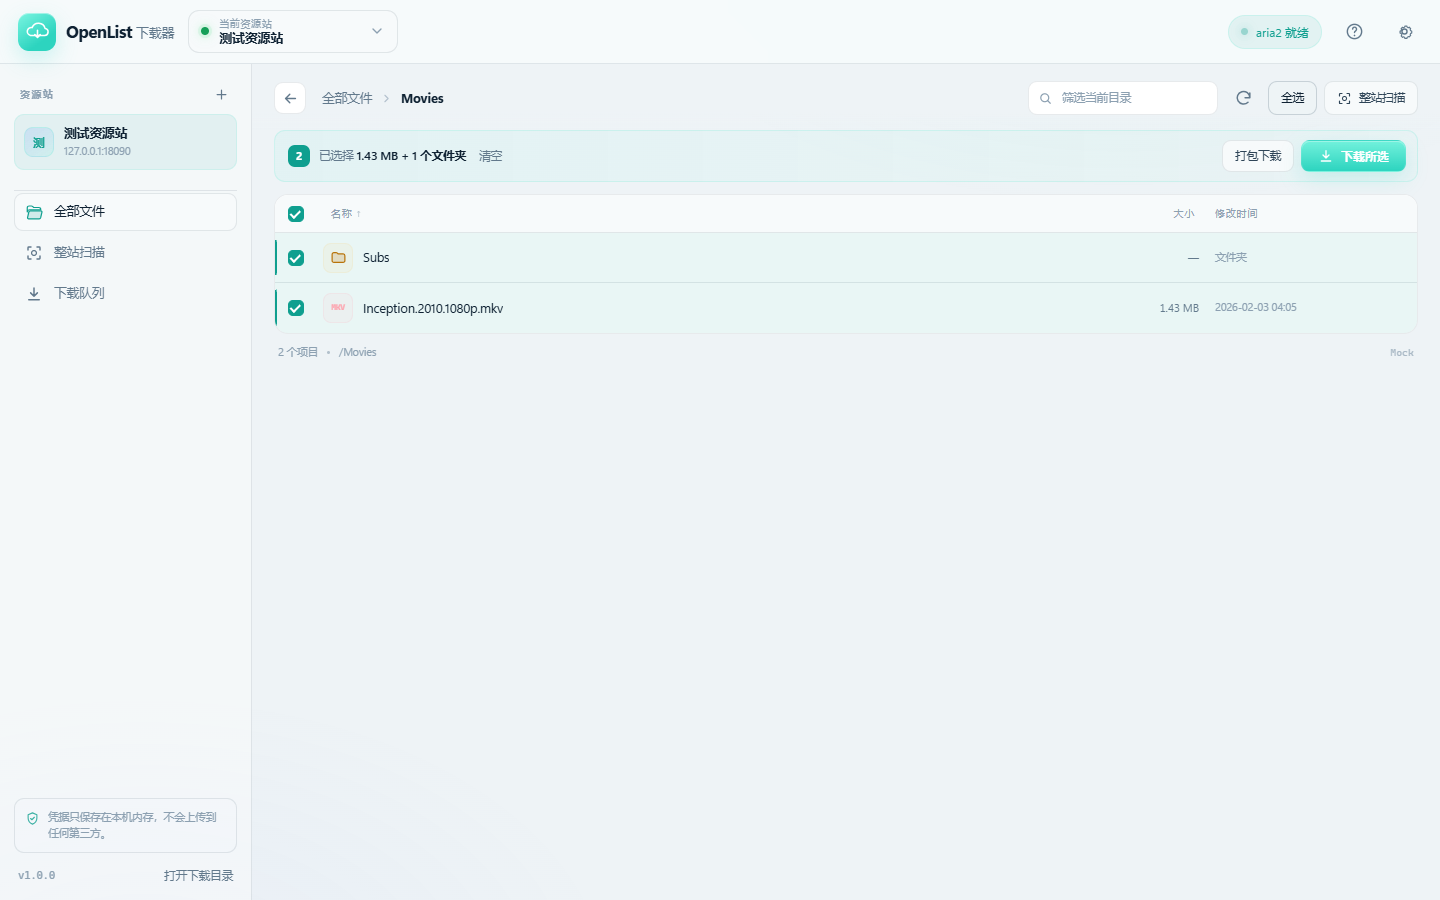 OpenList 下载器
当前资源站
测试资源站
aria2 就绪
资源站
测
测试资源站
127.0.0.1:18090
全部文件
整站扫描
下载队列
全部文件
Movies
筛选当前目录
全选
整站扫描
2
已选择 1.43 MB + 1 个文件夹
清空
打包下载
下载所选
名称 ↑
大小
修改时间
Subs
—
文件夹
MKV
Inception.2010.1080p.mkv
1.43 MB
2026-02-03 04:05
2 个项目 • /Movies
Mock
凭据只保存在本机内存，不会上传到
任何第三方。
v1.0.0
打开下载目录